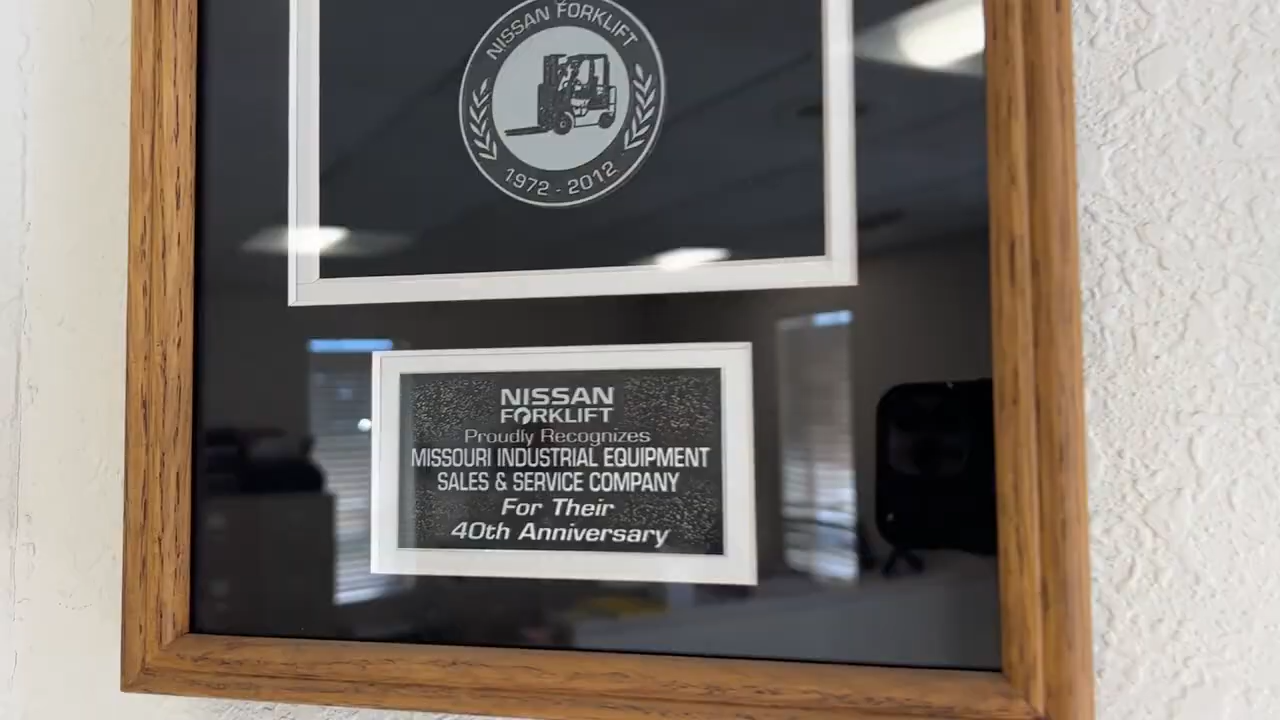 NISSAN FORKLIFT
1972 - 2012
NISSAN
FORKLIFT
Proudly Recognizes
MISSOURI INDUSTRIAL EQUIPMENT
SALES & SERVICE COMPANY
For Their
40th Anniversary